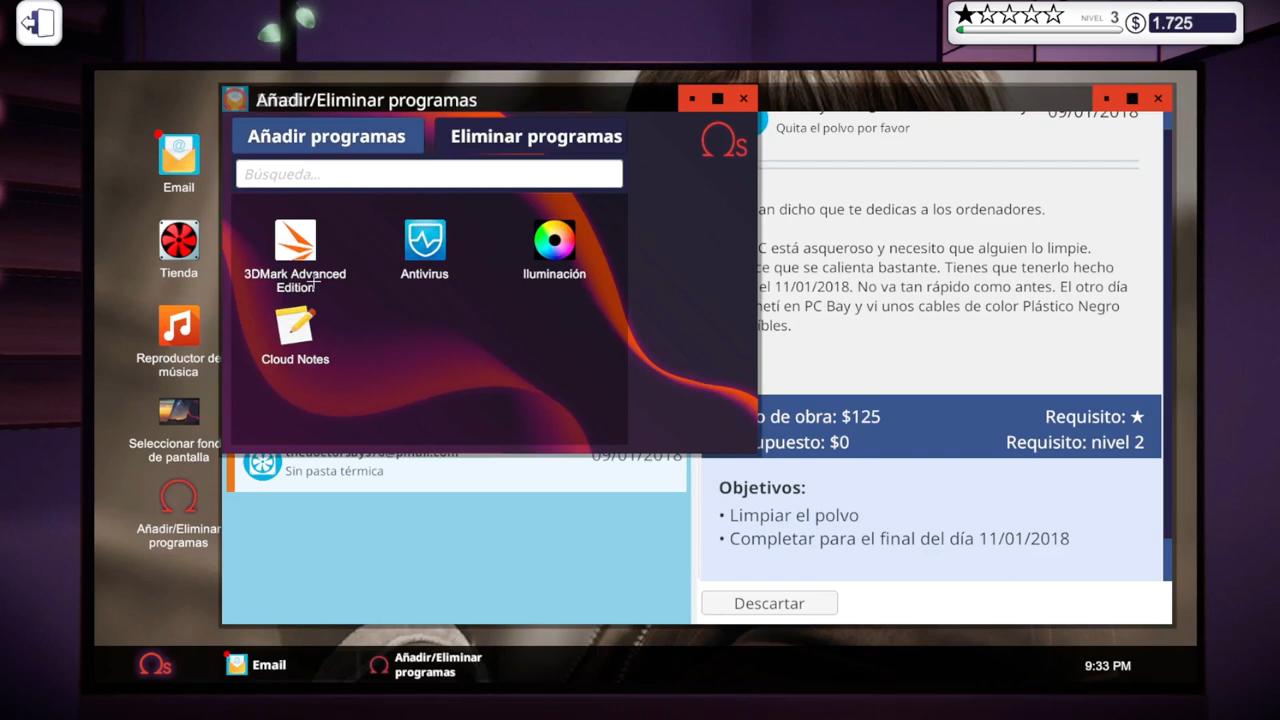 NIVEL 3
$ 1.725
Añadir/Eliminar programas
Añadir programas
Eliminar programas
Ωs
Búsqueda...
3DMark Advanced
Edition
Antivirus
Iluminación
Cloud Notes
Email
Tienda
Reproductor de
música
Seleccionar fond
de pantalla
Añadir/Eliminar
programas
09/01/2018
Quita el polvo por favor
an dicho que te dedicas a los ordenadores.
C está asqueroso y necesito que alguien lo limpie.
ce que se calienta bastante. Tienes que tenerlo hecho
el 11/01/2018. No va tan rápido como antes. El otro día
metí en PC Bay y vi unos cables de color Plástico Negro
íbles.
o de obra: $125
Requisito: ★
upuesto: $0
Requisito: nivel 2
09/01/2018
Sin pasta térmica
Objetivos:
• Limpiar el polvo
• Completar para el final del día 11/01/2018
Descartar
Ωs
Email
Añadir/Eliminar
programas
9:33 PM